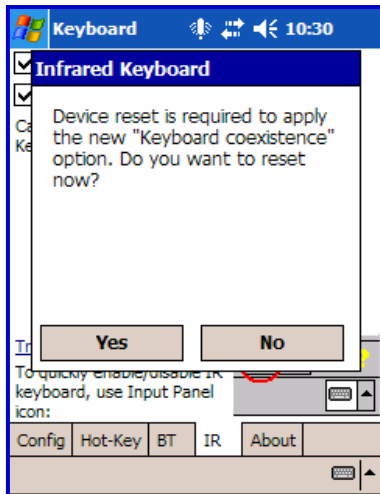 Keyboard 10:30
Infrared Keyboard
Device reset is required to apply
the new "Keyboard coexistence"
option. Do you want to reset
now?
Yes No
To quickly enable/disable IR
keyboard, use Input Panel
icon:
Config Hot-Key BT IR About